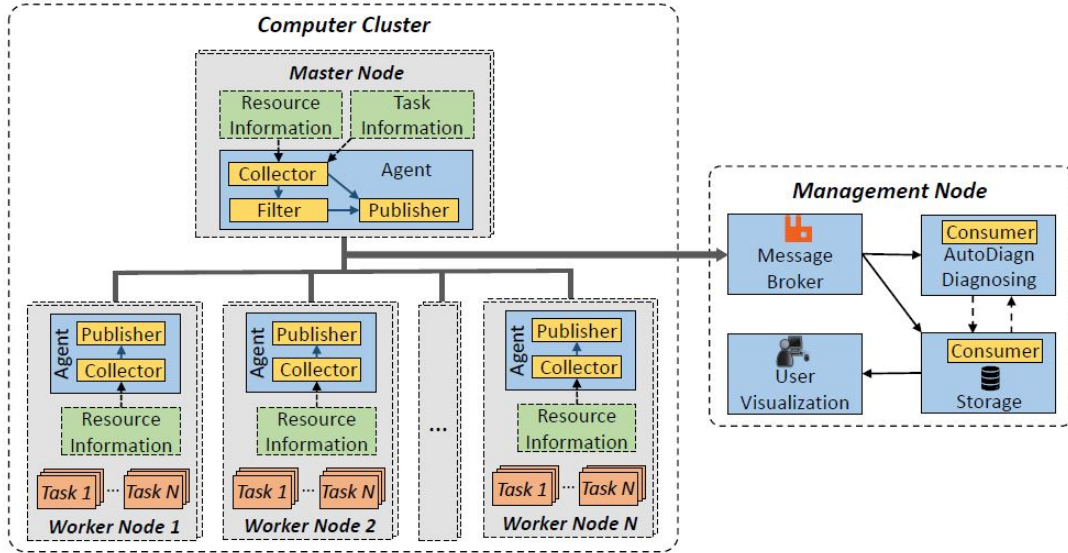 Computer Cluster
Master Node
Resource
Information
Task
Information
Collector
Agent
Filter
Publisher
Management Node
Message
Broker
Consumer
AutoDiagn
Diagnosing
User
Visualization
Consumer
Storage
Agent
Publisher
Collector
Resource
Information
Task 1 ... Task N
Worker Node 1
Agent
Publisher
Collector
Resource
Information
Task 1 ... Task N
Worker Node 2
...
Agent
Publisher
Collector
Resource
Information
Task 1 ... Task N
Worker Node N